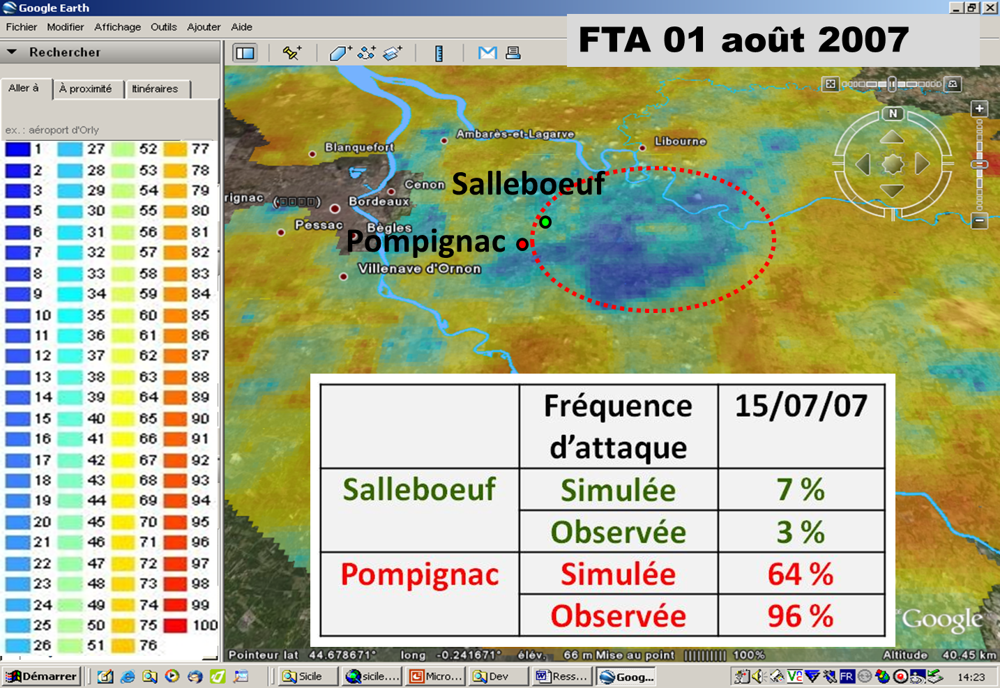 Google Earth
Fichier Modifier Affichage Outils Ajouter Aide
FTA 01 août 2007
Rechercher
Aller à À proximité Itinéraires
ex. : aéroport d'Orly
1 27 52 77
2 28 53 78
3 29 54 79
5 30 55 80
6 31 56 81
7 32 57 82
8 33 58 83
9 34 59 84
10 35 60 85
11 36 61 86
12 37 62 87
13 38 63 88
14 39 64 89
15 40 65 90
16 41 66 91
17 42 67 92
18 43 68 93
19 44 69 94
20 45 70 95
21 46 71 96
22 47 72 97
23 48 73 98
24 49 74 99
25 50 75 100
26 51 76
N
Ambarès-et-Lagarve
Libourne
Blanquefort
Salleboeuf
Cenon
rignac
Bordeaux
Pessac
Bègles
Pompignac
Villenave d'Ornon
Fréquence d'attaque 15/07/07
Salleboeuf Simulée 7 %
Observée 3 %
Pompignac Simulée 64 %
Observée 96 %
Google
Pointeur lat 44.678671° long -0.241671° élév. 66 m Mise au point |||||||||| 100% Altitude 40.45 km
Démarrer Sicile sicile.... Micro... Dev Ress... Goog... FR 14:23